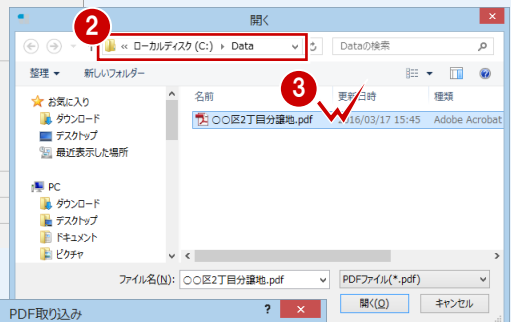 開く
2
« ローカルディスク (C:) ▸ Data
Dataの検索
整理 ▼ 新しいフォルダー
3
名前 更新日時 種類
〇〇区2丁目分譲地.pdf 2016/03/17 15:45 Adobe Acrobat
お気に入り
ダウンロード
デスクトップ
最近表示した場所
PC
ダウンロード
デスクトップ
ドキュメント
ピクチャ
ファイル名(N): 〇〇区2丁目分譲地.pdf PDFファイル(*.pdf)
開く(O) キャンセル
PDF取り込み ? ×